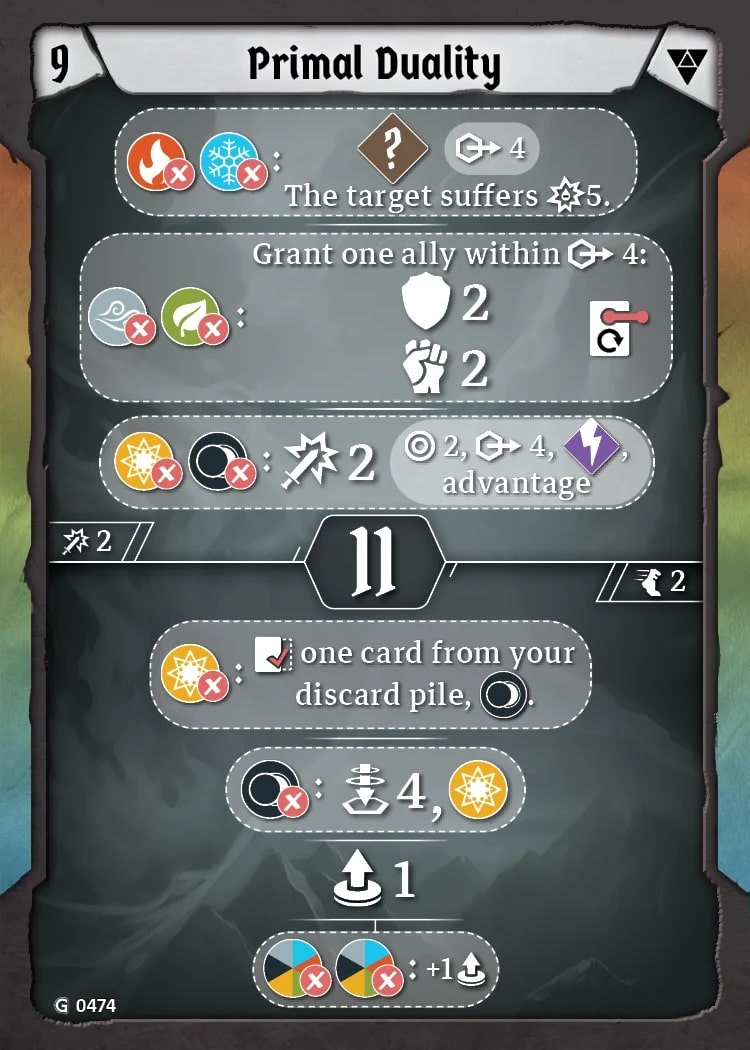 9 Primal Duality
: ? 4
The target suffers 5.
Grant one ally within 4:
: 2
2
: 2 2, 4, ,
advantage
2
11
2
: one card from your
discard pile, .
: 4,
1
: +1
G 0474